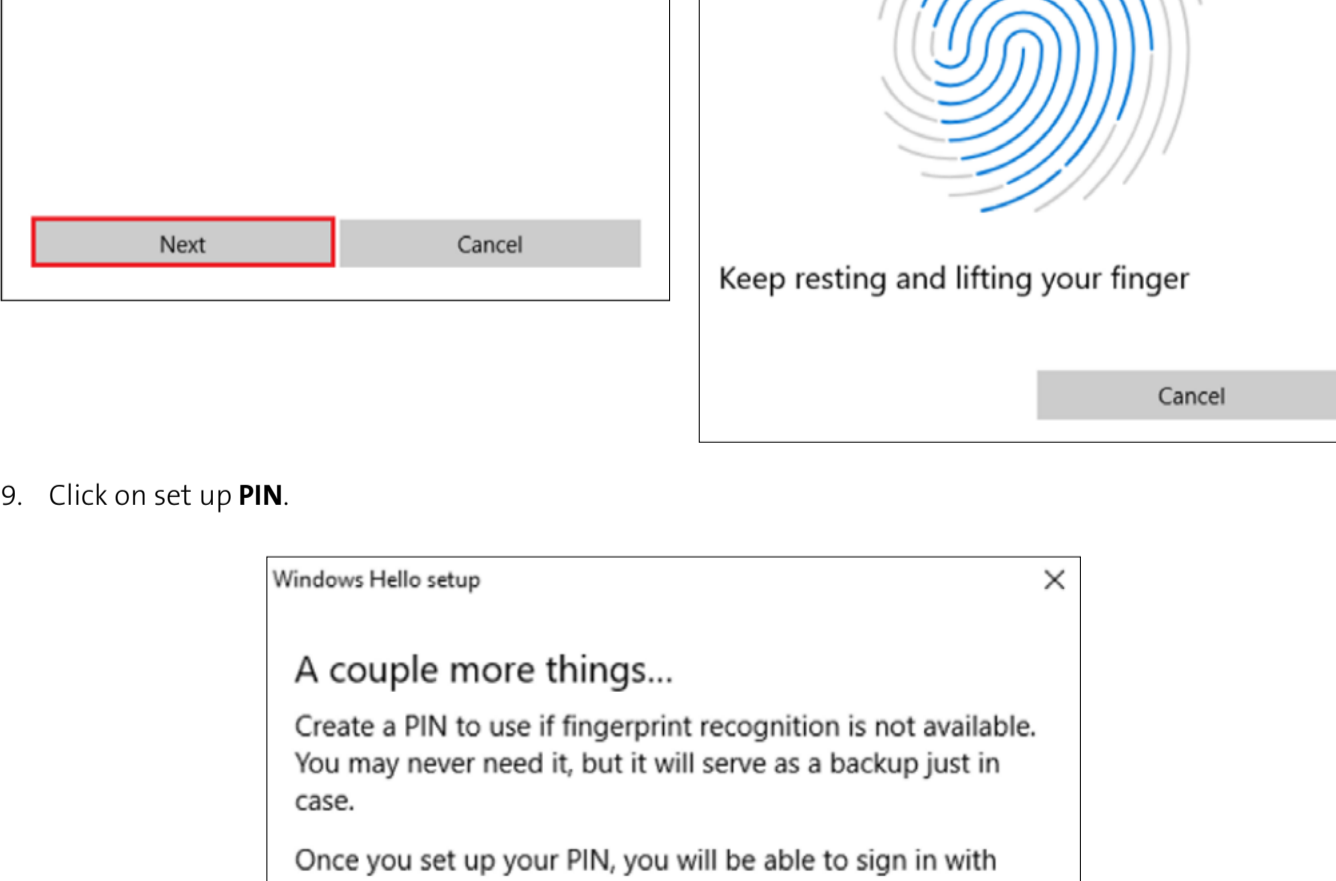 Next
Cancel
Keep resting and lifting your finger
Cancel
9. Click on set up PIN.
Windows Hello setup
A couple more things...
Create a PIN to use if fingerprint recognition is not available.
You may never need it, but it will serve as a backup just in
case.
Once you set up your PIN, you will be able to sign in with